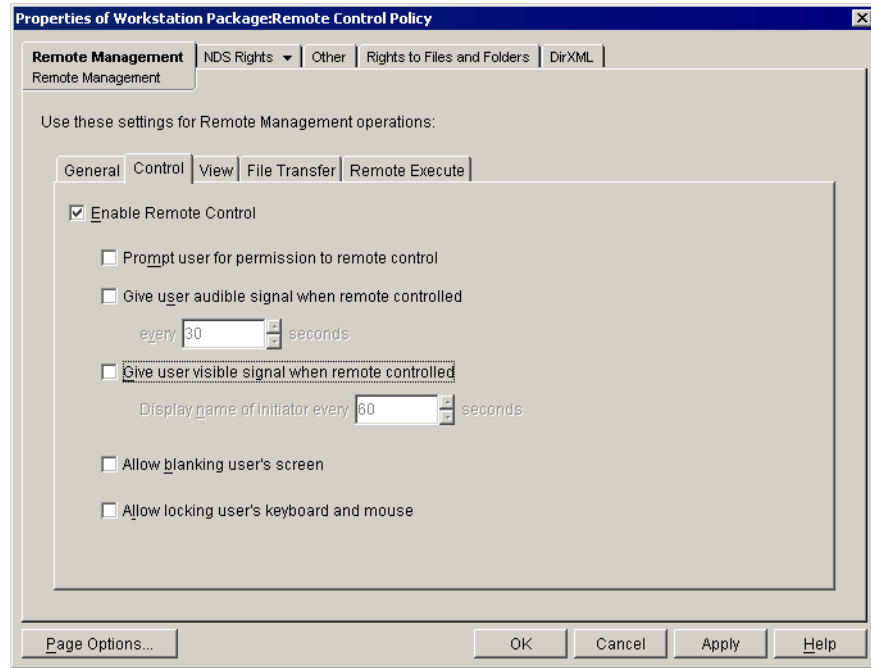 Properties of Workstation Package:Remote Control Policy
Remote Management NDS Rights Other Rights to Files and Folders DirXML
Remote Management
Use these settings for Remote Management operations:
General Control View File Transfer Remote Execute
Enable Remote Control
Prompt user for permission to remote control
Give user audible signal when remote controlled
every 30 seconds
Give user visible signal when remote controlled
Display name of initiator every 60 seconds
Allow blanking user's screen
Allow locking user's keyboard and mouse
Page Options... OK Cancel Apply Help